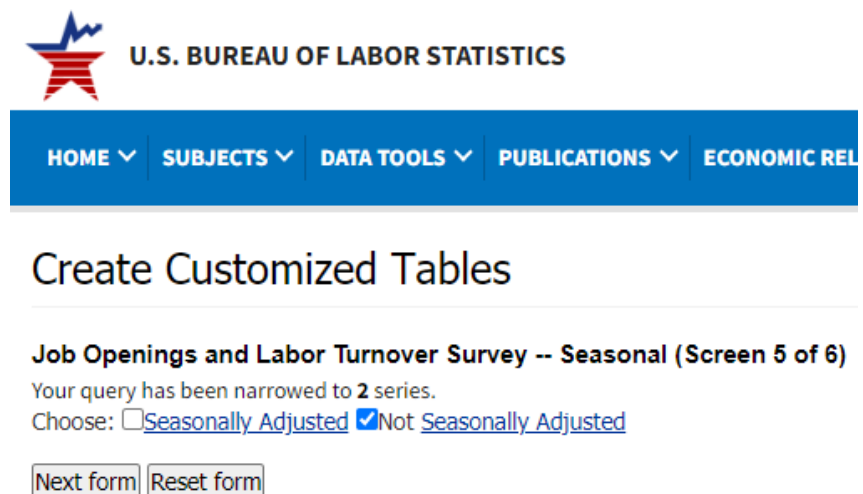 U.S. BUREAU OF LABOR STATISTICS
HOME SUBJECTS DATA TOOLS PUBLICATIONS ECONOMIC REL
Create Customized Tables
Job Openings and Labor Turnover Survey -- Seasonal (Screen 5 of 6)
Your query has been narrowed to 2 series.
Choose: Seasonally Adjusted Not Seasonally Adjusted
Next form Reset form